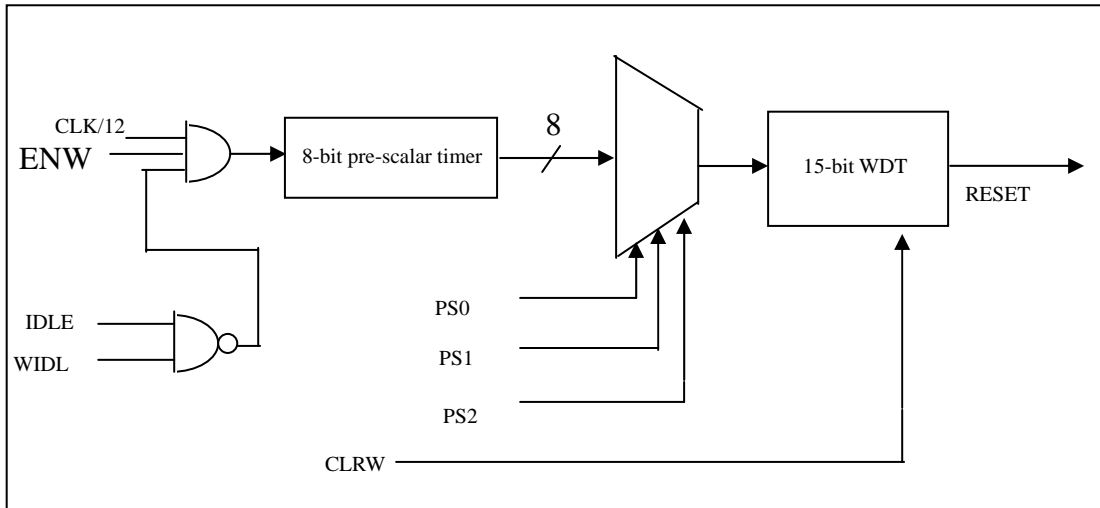 CLK/12
ENW
8-bit pre-scalar timer
8
15-bit WDT
RESET
IDLE
WIDL
PS0
PS1
PS2
CLRW